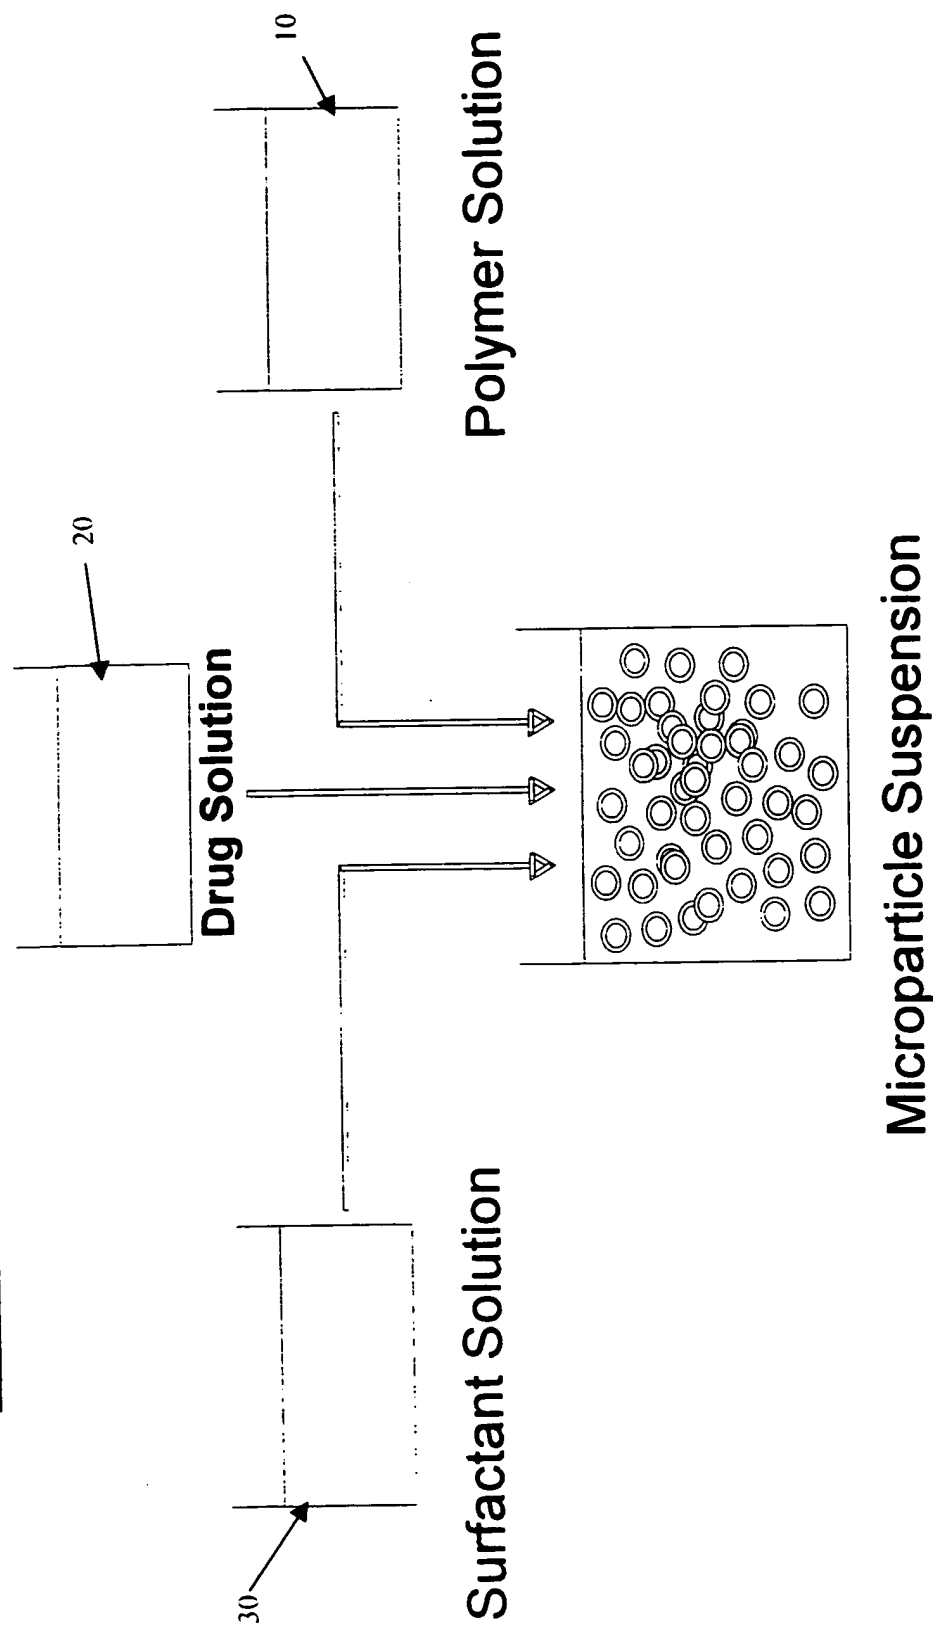 20
Drug Solution
30
10
Surfactant Solution
Polymer Solution
Microparticle Suspension